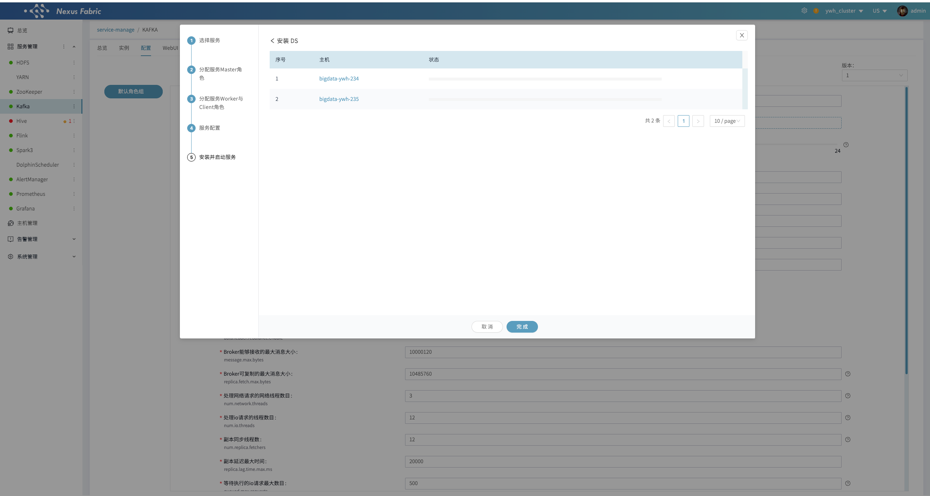 Nexus Fabric
ywh_cluster
US
admin
总览
服务管理
HDFS
YARN
ZooKeeper
Kafka
Hive
1
Flink
Spark3
DolphinScheduler
AlertManager
Prometheus
Grafana
主机管理
告警管理
系统管理
service-manage / KAFKA
总览 实例 配置 WebUI
默认角色组
1 选择服务
2 分配服务Master角
色
3 分配服务Worker与
Client角色
4 服务配置
5 安装并启动服务
安装 DS
序号 主机 状态
1 bigdata-ywh-234
2 bigdata-ywh-235
共 2 条 < 1 > 10 / page
取 消 完 成
版本:
1
24
* Broker能够接收的最大消息大小:
message.max.bytes
10000120
* Broker可复制的最大消息大小:
replica.fetch.max.bytes
10485760
* 处理网络请求的网络线程数目:
num.network.threads
3
* 处理io请求的线程数目:
num.io.threads
12
* 副本同步线程数:
num.replica.fetchers
12
* 副本延迟最大时间:
replica.lag.time.max.ms
20000
* 等待执行的io请求最大数目:
500